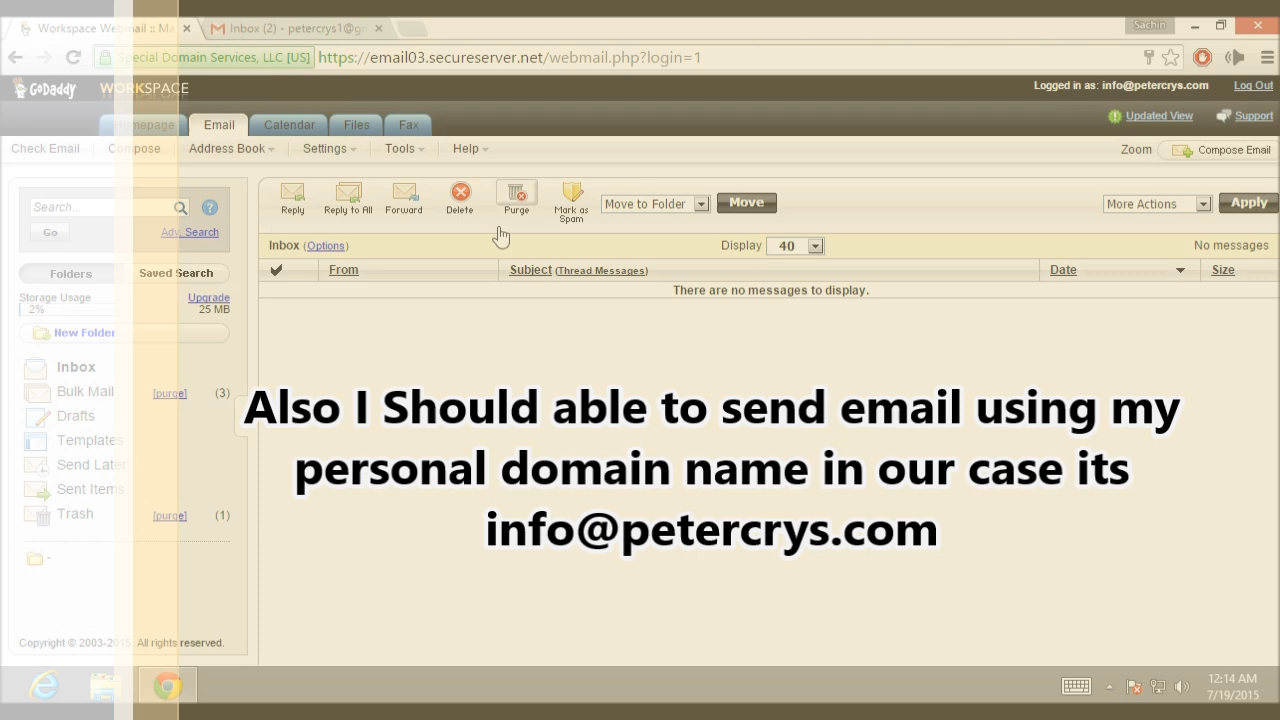 Workspace Webmail :: Ma
Inbox (2) - petercrys1@gm
Sachin
Special Domain Services, LLC [US]
https://email03.secureserver.net/webmail.php?login=1
GoDaddy WORKSPACE
Logged in as: info@petercrys.com Log Out
Homepage Email Calendar Files Fax
Updated View Support
Check Email Compose Address Book Settings Tools Help
Zoom Compose Email
Search...
Go Adv. Search
Reply Reply to All Forward Delete Purge Mark as Spam
Move to Folder Move
More Actions Apply
Inbox (Options) Display 40 No messages
From Subject (Thread Messages) Date Size
There are no messages to display.
Folders Saved Search
Storage Usage Upgrade
2% 25 MB
New Folder
Inbox
Bulk Mail [purge] (3)
Drafts
Templates
Send Later
Sent Items
Trash [purge] (1)
-
Also I Should able to send email using my
personal domain name in our case its
info@petercrys.com
Copyright © 2003-2015. All rights reserved.
12:14 AM
7/19/2015